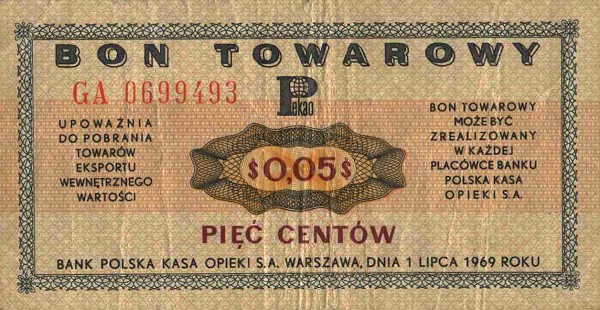 BON TOWAROWY
GA 0699493
Pekao
UPOWAŻNIA
DO POBRANIA
TOWARÓW
EKSPORTU
WEWNĘTRZNEGO
WARTOŚCI
$0,05$
BON TOWAROWY
MOŻE BYĆ
ZREALIZOWANY
W KAŻDEJ
PLACÓWCE BANKU
POLSKA KASA
OPIEKI S.A.
PIĘĆ CENTÓW
BANK POLSKA KASA OPIEKI S.A. WARSZAWA, DNIA 1 LIPCA 1969 ROKU